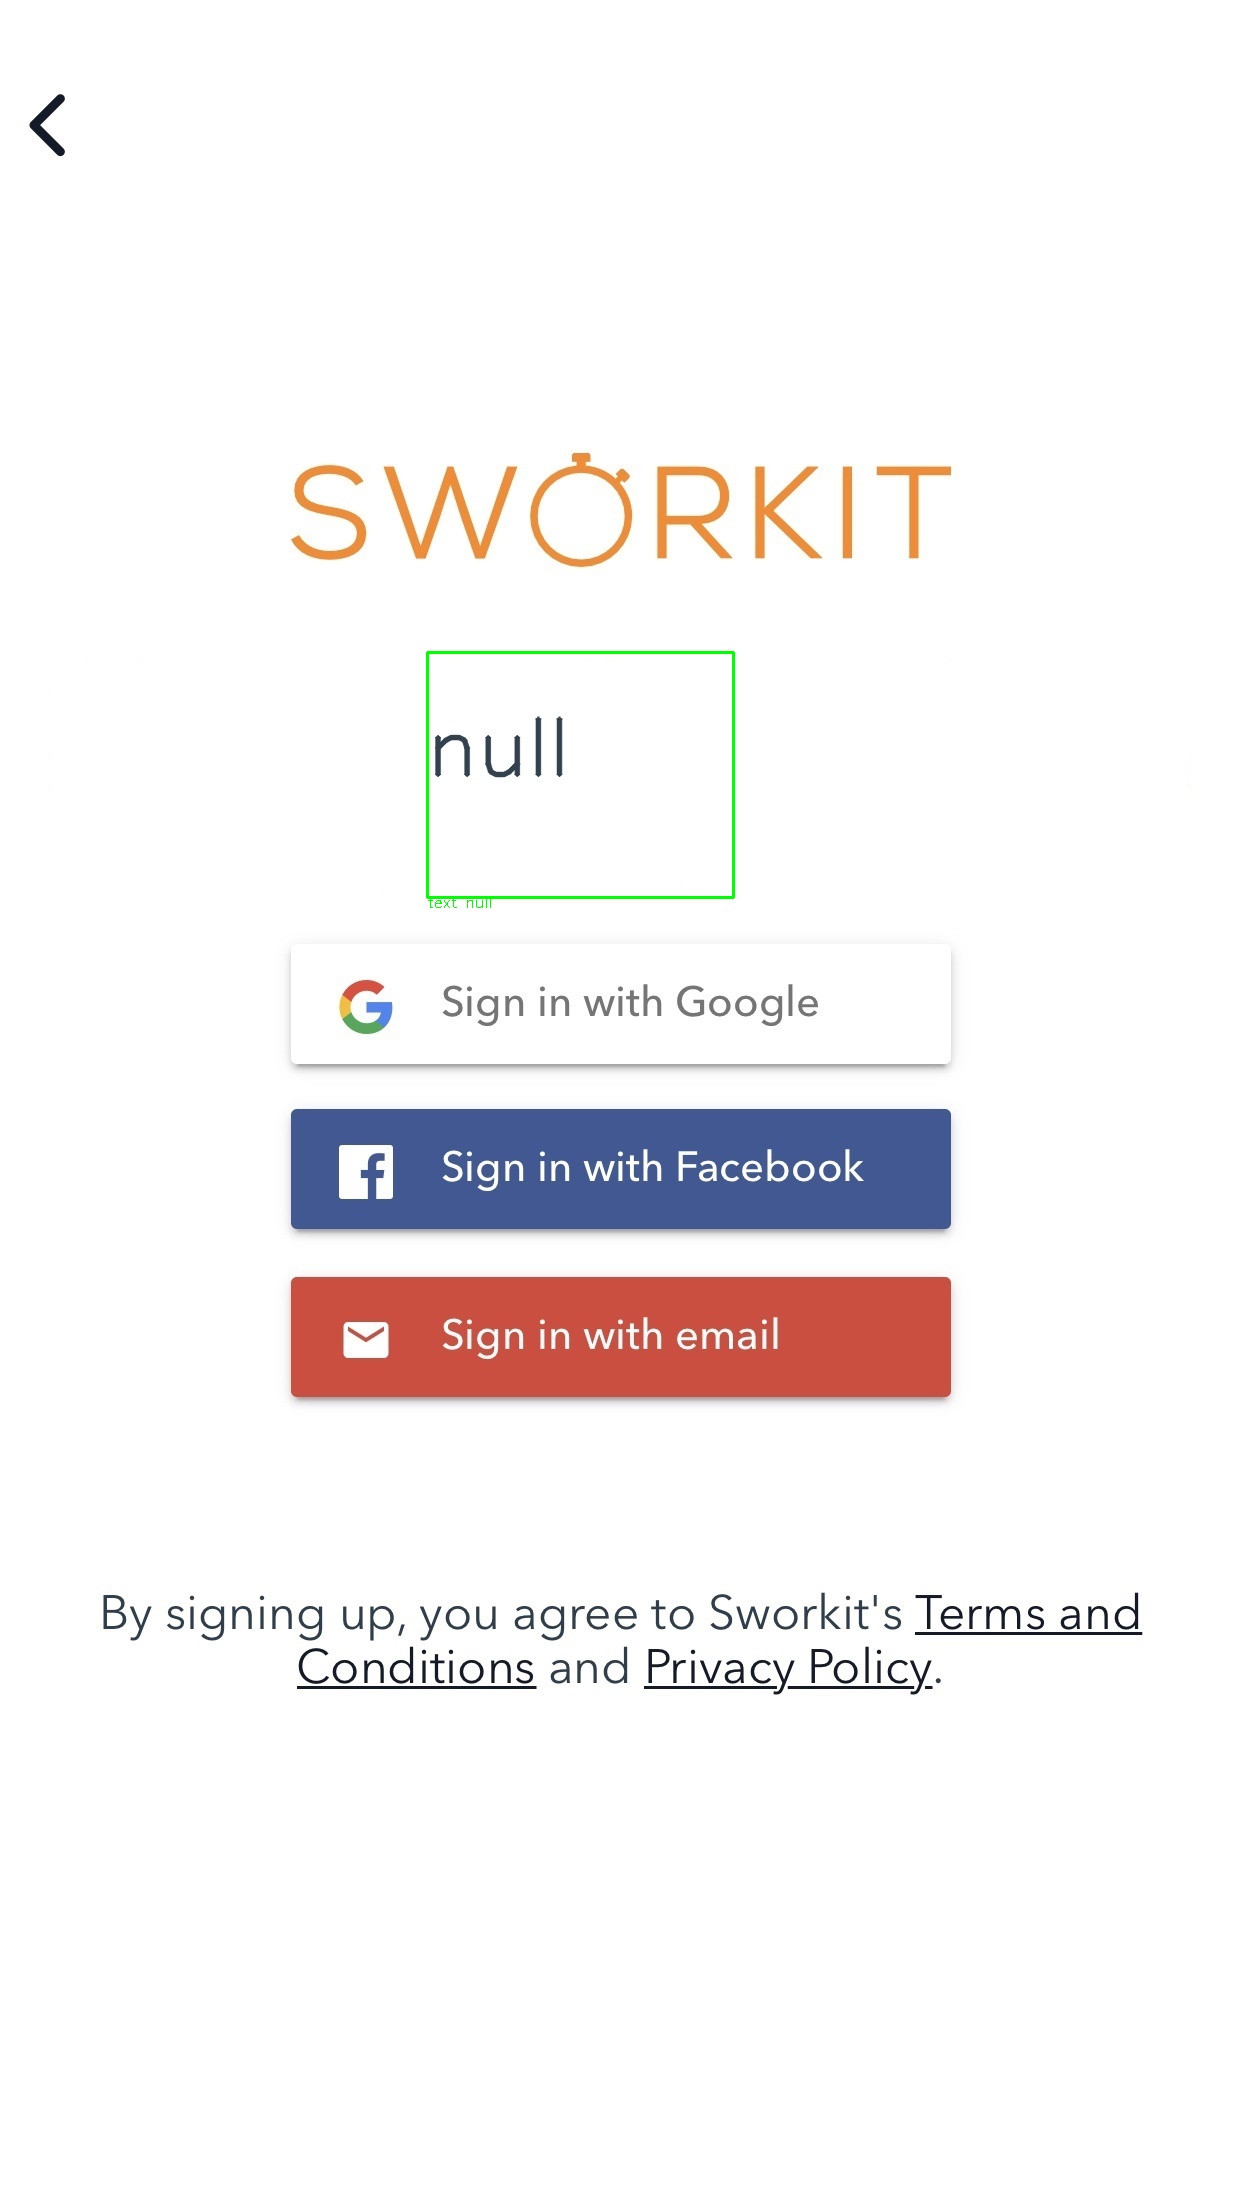 SWORKIT
null
text null
Sign in with Google
Sign in with Facebook
Sign in with email
By signing up, you agree to Sworkit's Terms and
Conditions and Privacy Policy.